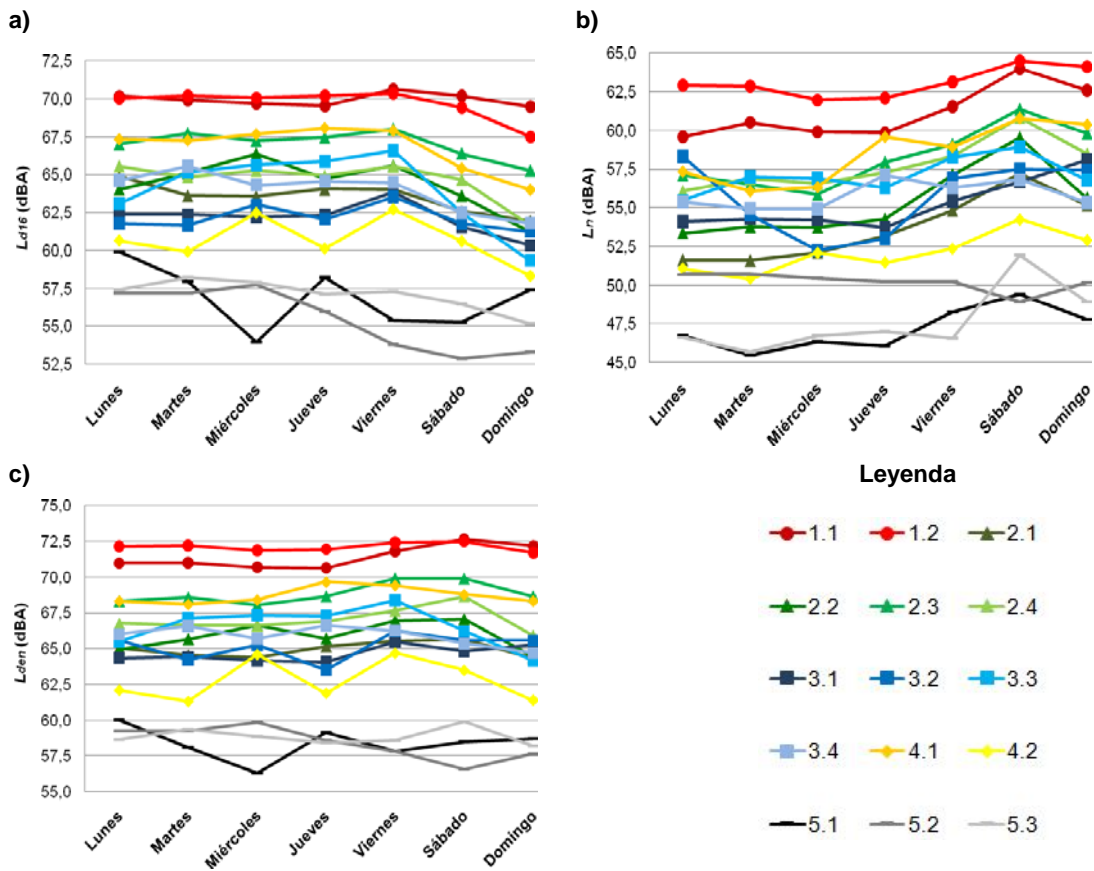 a)
72,5
70,0
67,5
65,0
62,5
60,0
57,5
55,0
52,5
Ld16 (dBA)
Lunes
Martes
Miércoles
Jueves
Viernes
Sábado
Domingo
b)
65,0
62,5
60,0
57,5
55,0
52,5
50,0
47,5
45,0
Ln (dBA)
Lunes
Martes
Miércoles
Jueves
Viernes
Sábado
Domingo
c)
75,0
72,5
70,0
67,5
65,0
62,5
60,0
57,5
55,0
Lden (dBA)
Lunes
Martes
Miércoles
Jueves
Viernes
Sábado
Domingo
Leyenda
1.1 1.2 2.1
2.2 2.3 2.4
3.1 3.2 3.3
3.4 4.1 4.2
5.1 5.2 5.3